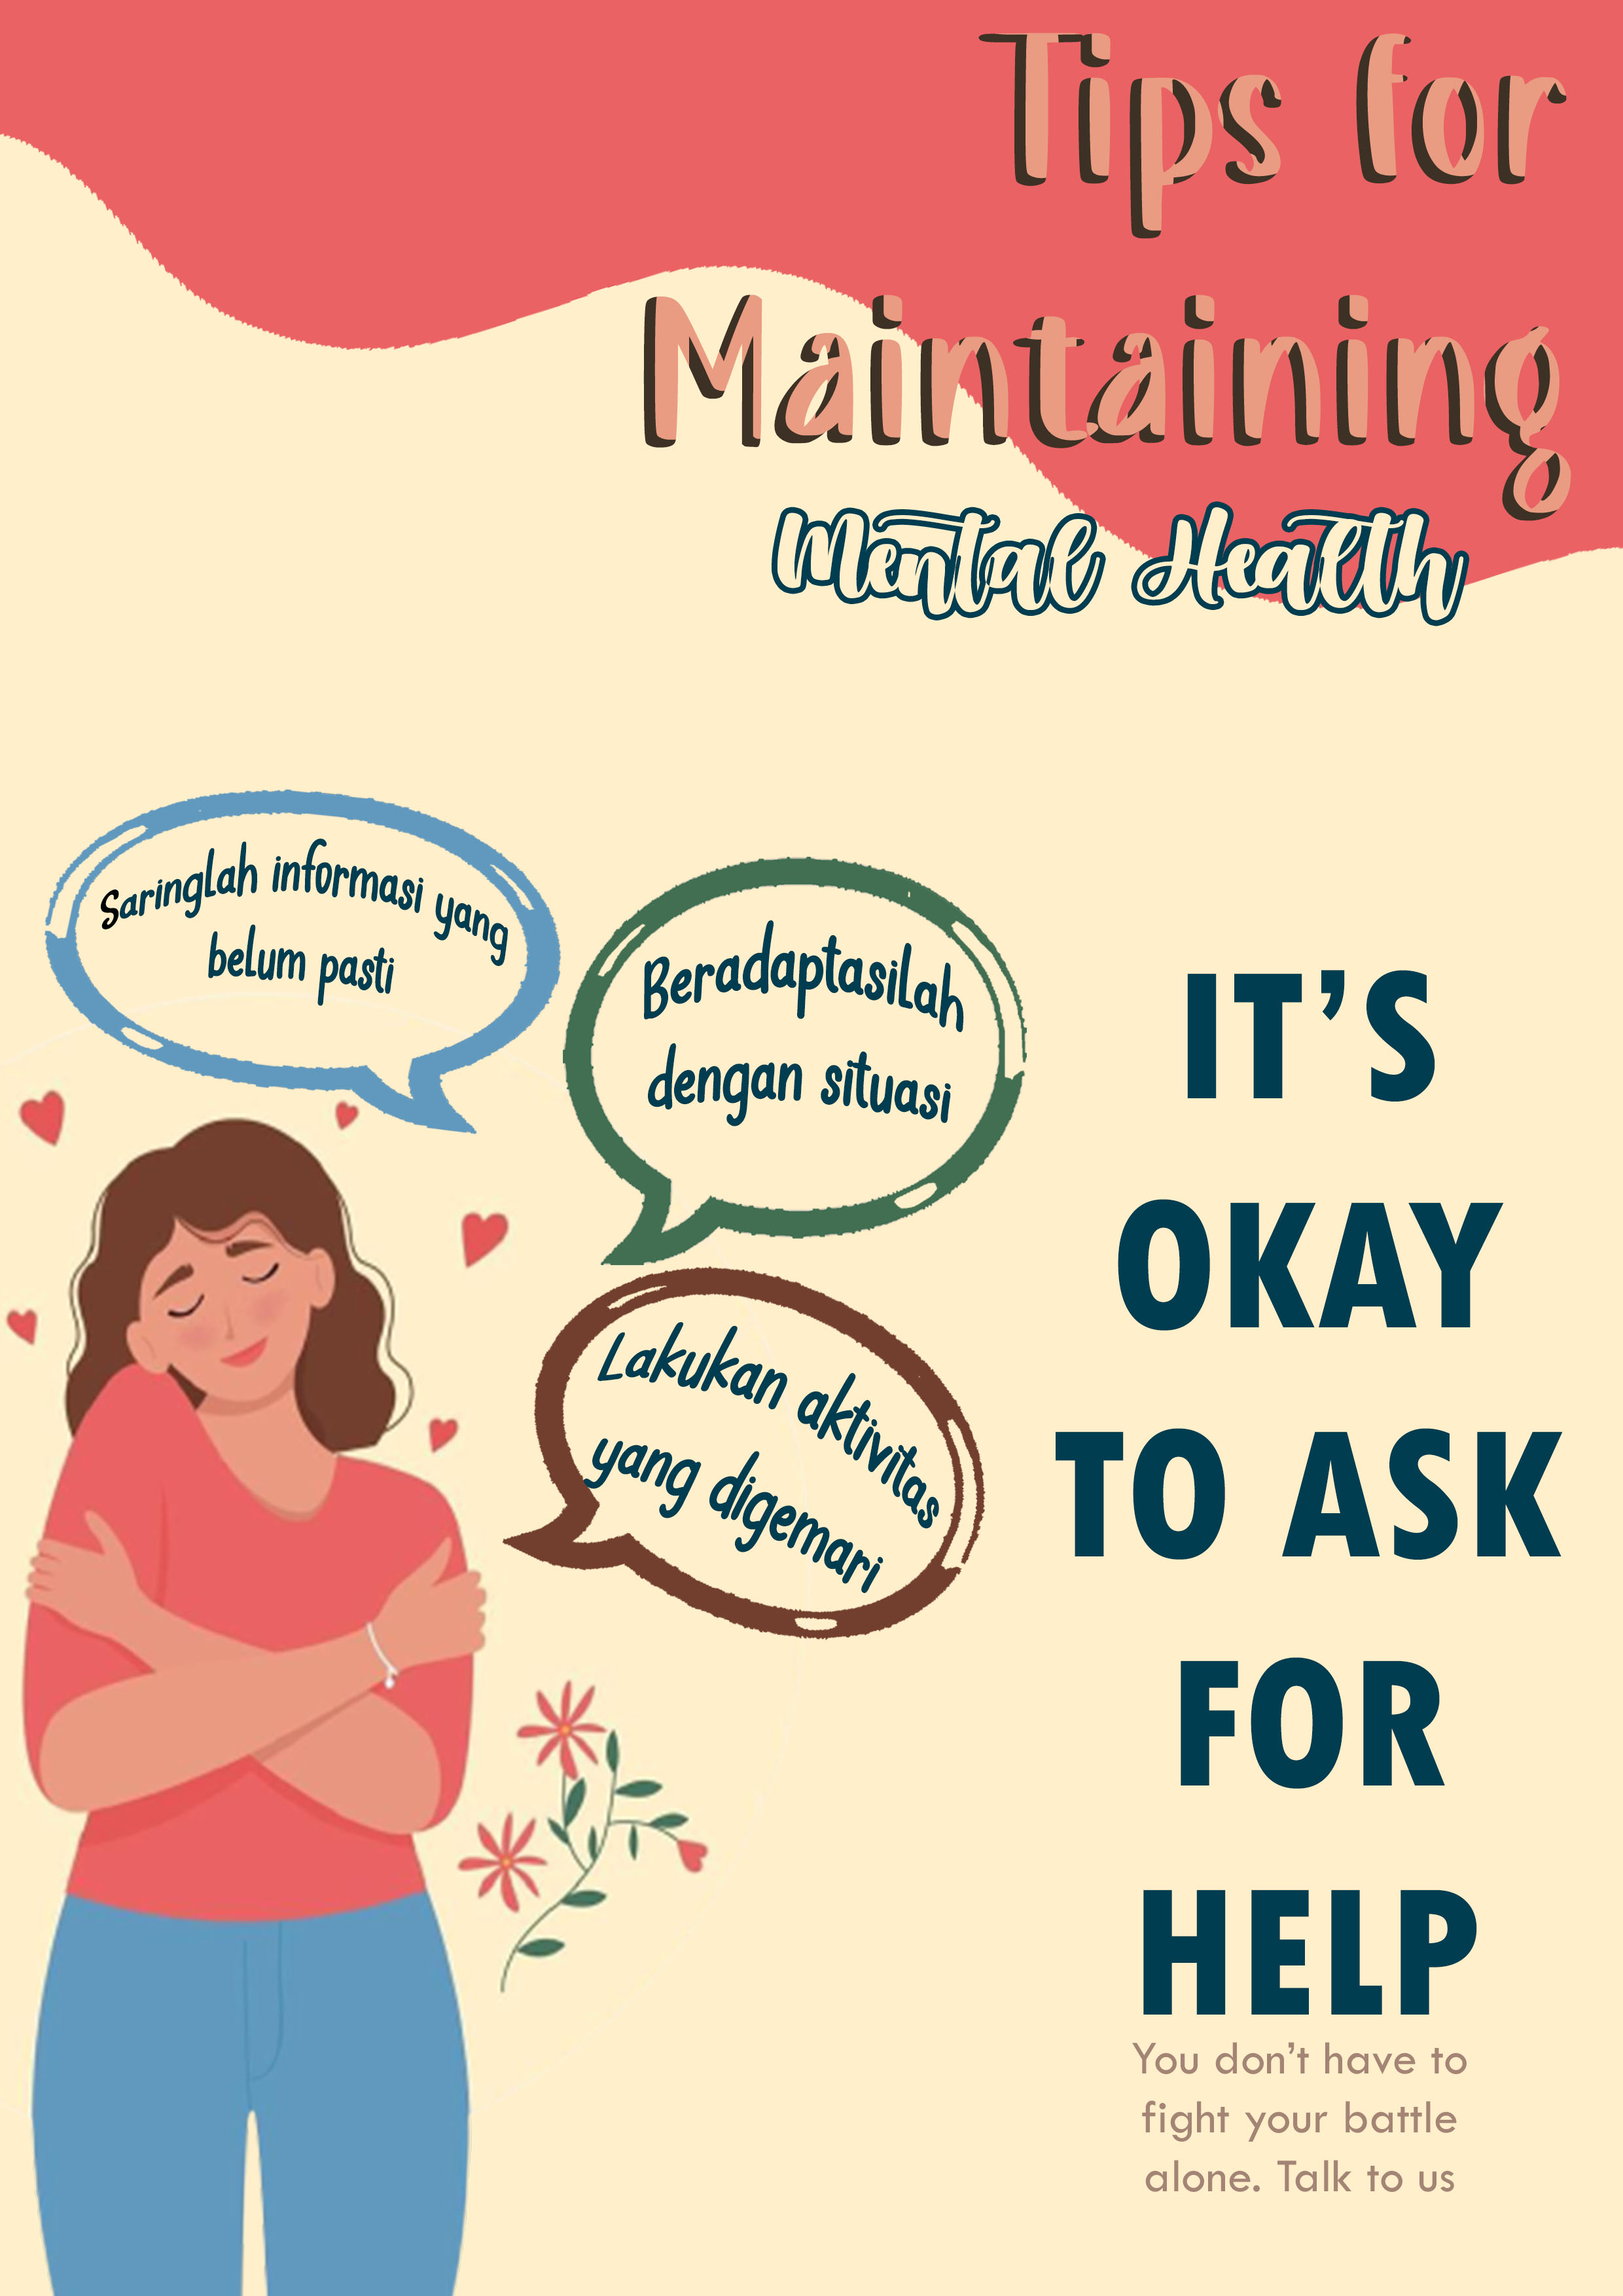 Tips for
Maintaining
Mental Health
Saringlah informasi yang
belum pasti
Beradaptasilah
dengan situasi
Lakukan aktivitas
yang digemari
IT'S
OKAY
TO ASK
FOR
HELP
You don't have to
fight your battle
alone. Talk to us